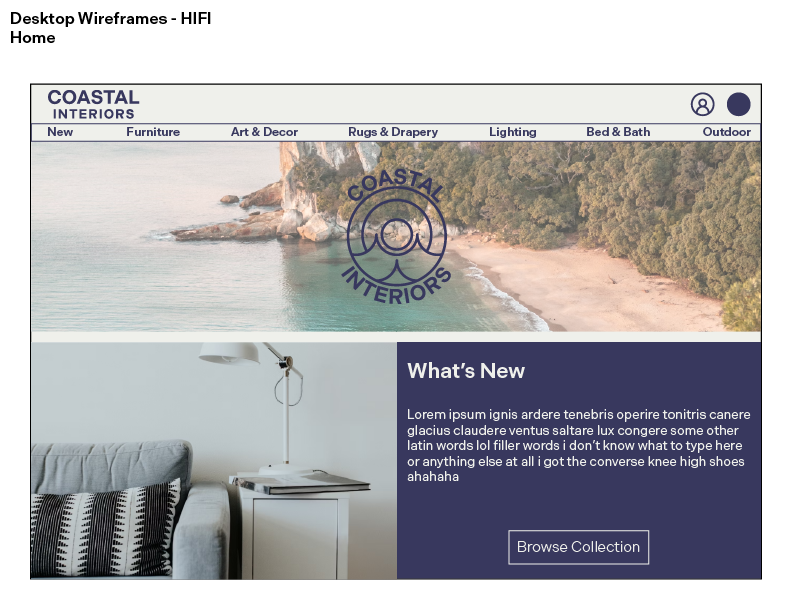 Desktop Wireframes - HIFI
Home
COASTAL
INTERIORS
New Furniture Art & Decor Rugs & Drapery Lighting Bed & Bath Outdoor
COASTAL
INTERIORS
What's New
Lorem ipsum ignis ardere tenebris operire tonitris canere
glacius claudere ventus saltare lux congere some other
latin words lol filler words i don't know what to type here
or anything else at all i got the converse knee high shoes
ahahaha
Browse Collection